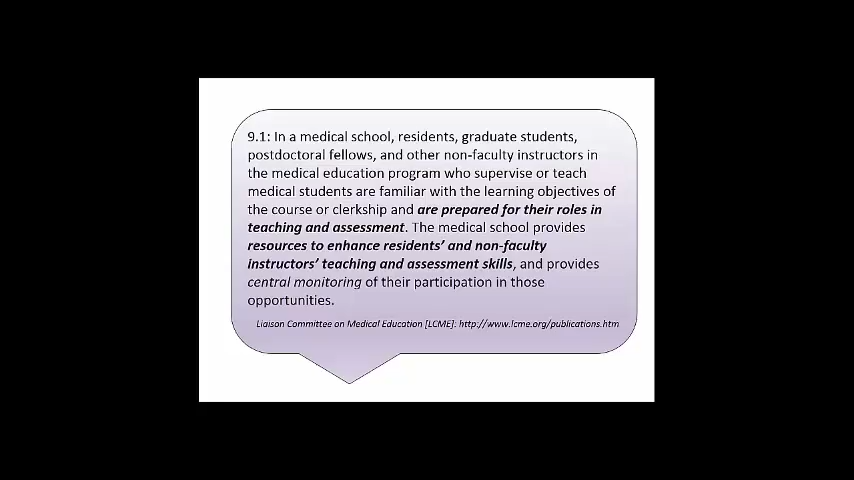 9.1: In a medical school, residents, graduate students,
postdoctoral fellows, and other non-faculty instructors in
the medical education program who supervise or teach
medical students are familiar with the learning objectives of
the course or clerkship and are prepared for their roles in
teaching and assessment. The medical school provides
resources to enhance residents’ and non-faculty
instructors’ teaching and assessment skills, and provides
central monitoring of their participation in those
opportunities.
Liaison Committee on Medical Education [LCME]: http://www.lcme.org/publications.htm